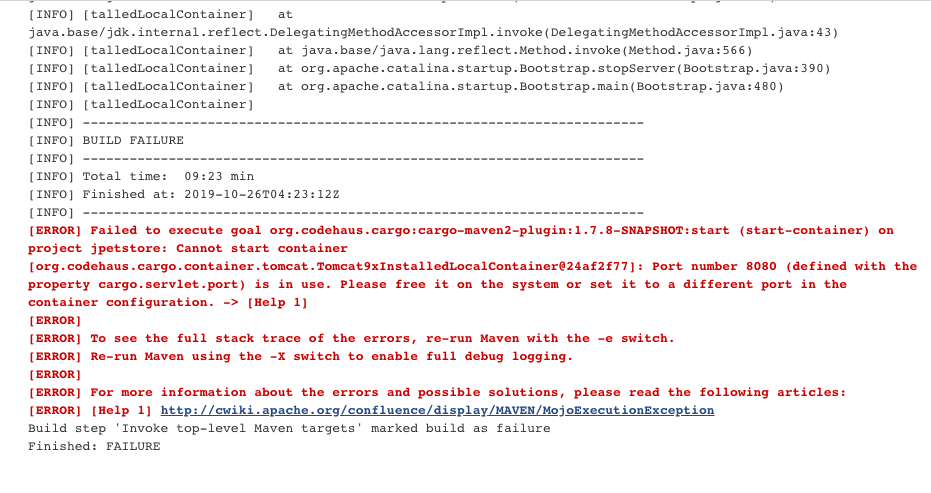 [INFO] [talledLocalContainer]   at
java.base/jdk.internal.reflect.DelegatingMethodAccessorImpl.invoke(DelegatingMethodAccessorImpl.java:43)
[INFO] [talledLocalContainer]   at java.base/java.lang.reflect.Method.invoke(Method.java:566)
[INFO] [talledLocalContainer]   at org.apache.catalina.startup.Bootstrap.stopServer(Bootstrap.java:390)
[INFO] [talledLocalContainer]   at org.apache.catalina.startup.Bootstrap.main(Bootstrap.java:480)
[INFO] [talledLocalContainer]
[INFO] ------------------------------------------------------------------------
[INFO] BUILD FAILURE
[INFO] ------------------------------------------------------------------------
[INFO] Total time:  09:23 min
[INFO] Finished at: 2019-10-26T04:23:12Z
[INFO] ------------------------------------------------------------------------
[ERROR] Failed to execute goal org.codehaus.cargo:cargo-maven2-plugin:1.7.8-SNAPSHOT:start (start-container) on
project jpetstore: Cannot start container
[org.codehaus.cargo.container.tomcat.Tomcat9xInstalledLocalContainer@24af2f77]: Port number 8080 (defined with the
property cargo.servlet.port) is in use. Please free it on the system or set it to a different port in the
container configuration. -> [Help 1]
[ERROR]
[ERROR] To see the full stack trace of the errors, re-run Maven with the -e switch.
[ERROR] Re-run Maven using the -X switch to enable full debug logging.
[ERROR]
[ERROR] For more information about the errors and possible solutions, please read the following articles:
[ERROR] [Help 1] http://cwiki.apache.org/confluence/display/MAVEN/MojoExecutionException
Build step 'Invoke top-level Maven targets' marked build as failure
Finished: FAILURE